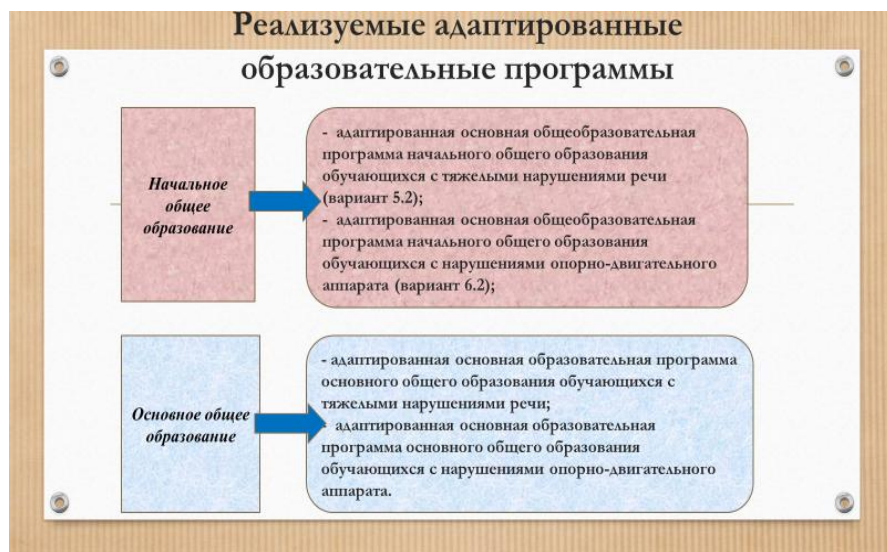 Реализуемые адаптированные
образовательные программы
Начальное
общее
образование
- адаптированная основная общеобразовательная
программа начального общего образования
обучающихся с тяжелыми нарушениями речи
(вариант 5.2);
- адаптированная основная общеобразовательная
программа начального общего образования
обучающихся с нарушениями опорно-двигательного
аппарата (вариант 6.2);
Основное общее
образование
- адаптированная основная образовательная программа
основного общего образования обучающихся с
тяжелыми нарушениями речи;
- адаптированная основная образовательная
программа основного общего образования
обучающихся с нарушениями опорно-двигательного
аппарата.